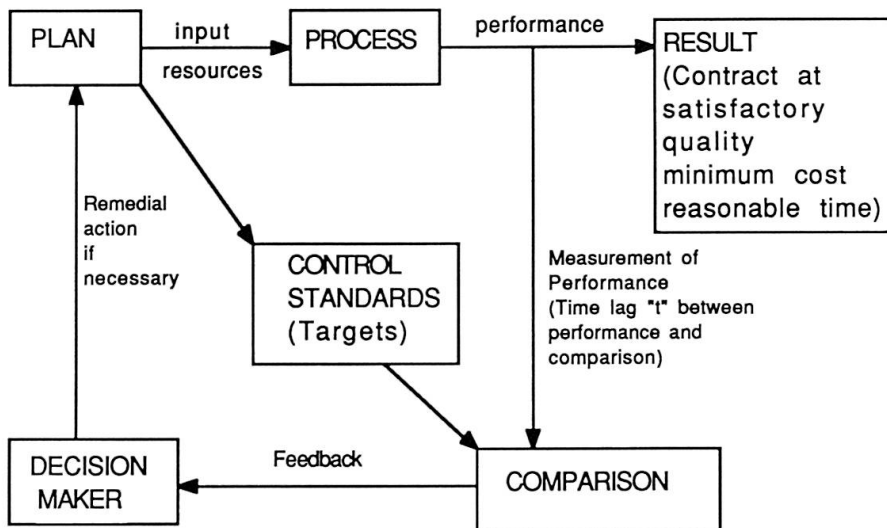 PLAN
input
resources
PROCESS
performance
RESULT
(Contract at
satisfactory
quality
minimum cost
reasonable time)
Remedial
action
if
necessary
CONTROL
STANDARDS
(Targets)
Measurement of
Performance
(Time lag "t" between
performance and
comparison)
DECISION
MAKER
Feedback
COMPARISON